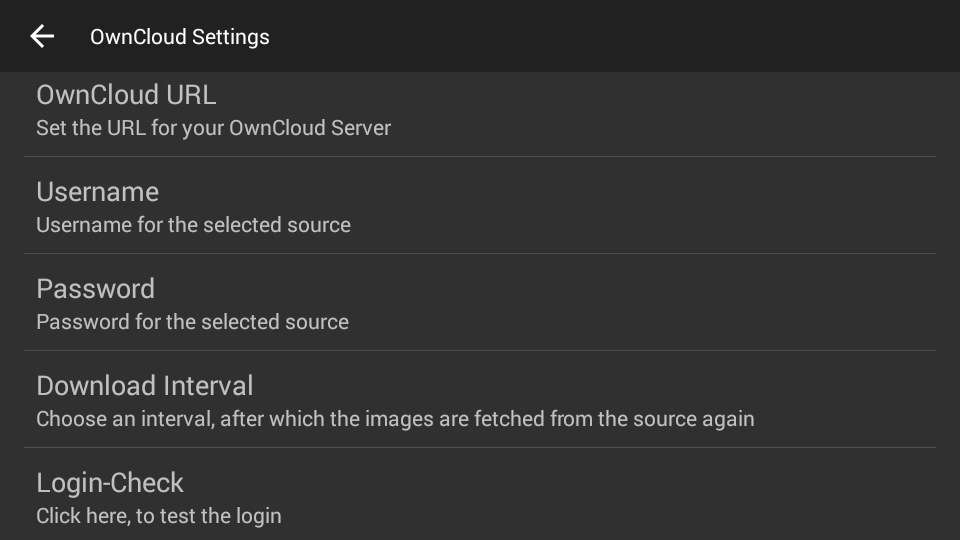 OwnCloud Settings
OwnCloud URL
Set the URL for your OwnCloud Server
Username
Username for the selected source
Password
Password for the selected source
Download Interval
Choose an interval, after which the images are fetched from the source again
Login-Check
Click here, to test the login